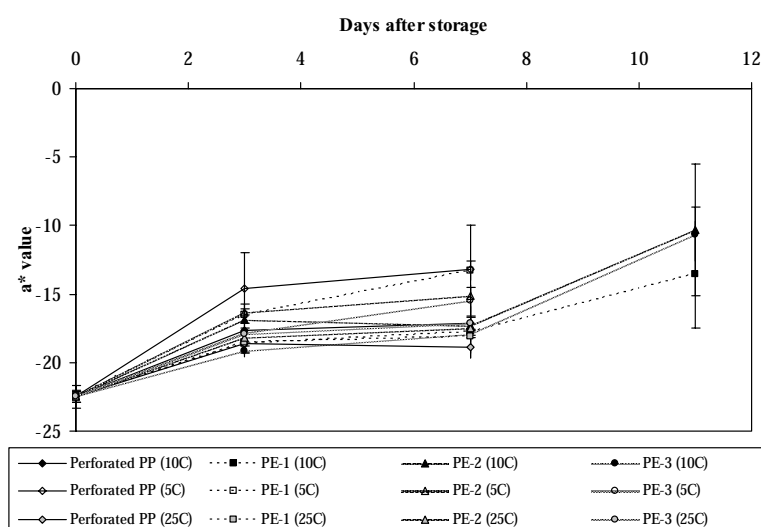 Days after storage
0 2 4 6 8 10 12
0
-5
-10
-15
-20
-25
a* value
Perforated PP (10C) PE-1 (10C) PE-2 (10C) PE-3 (10C)
Perforated PP (5C) PE-1 (5C) PE-2 (5C) PE-3 (5C)
Perforated PP (25C) PE-1 (25C) PE-2 (25C) PE-3 (25C)